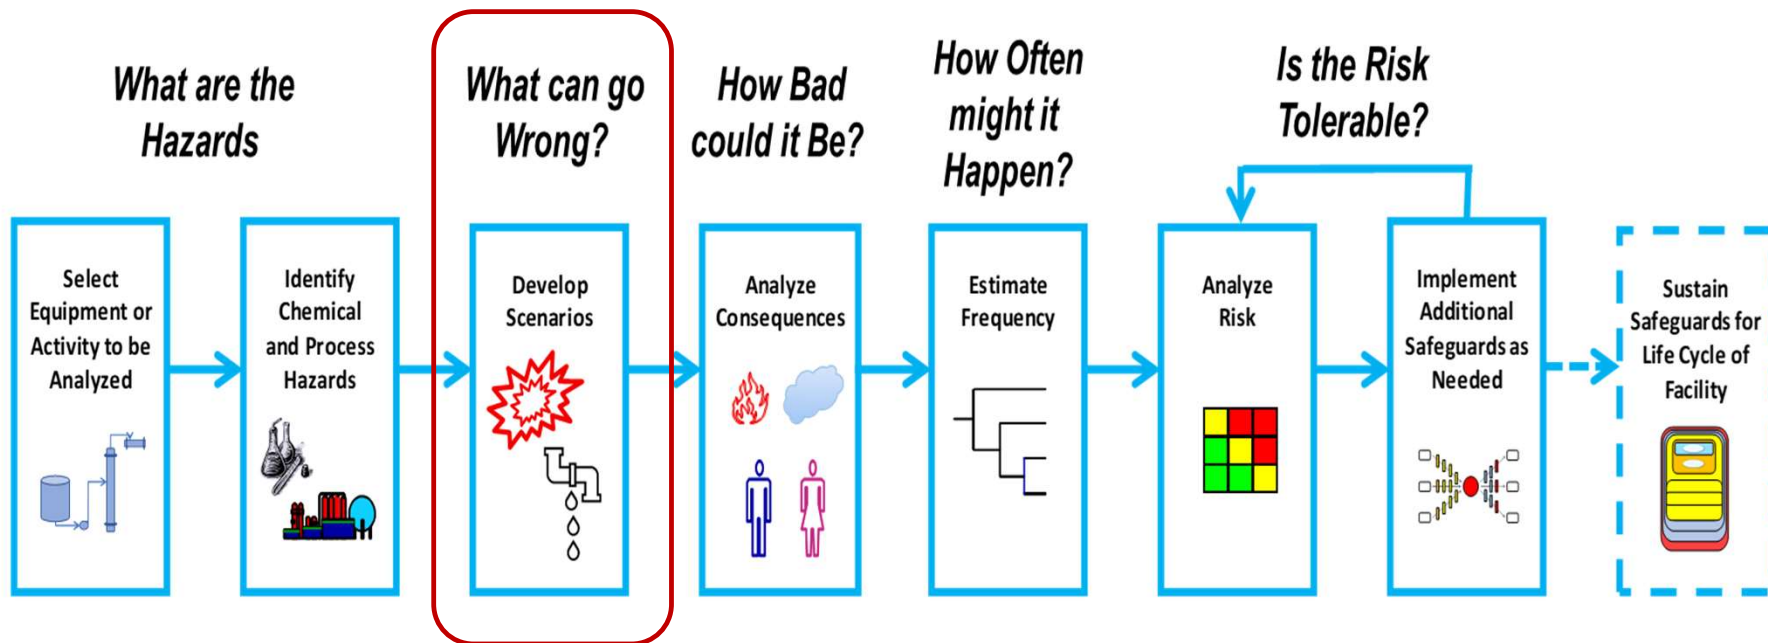 What are the
Hazards
What can go
Wrong?
How Bad
could it Be?
How Often
might it
Happen?
Is the Risk
Tolerable?
Select
Equipment or
Activity to be
Analyzed
Identify
Chemical
and Process
Hazards
Develop
Scenarios
Analyze
Consequences
Estimate
Frequency
Analyze
Risk
Implement
Additional
Safeguards as
Needed
Sustain
Safeguards for
Life Cycle of
Facility